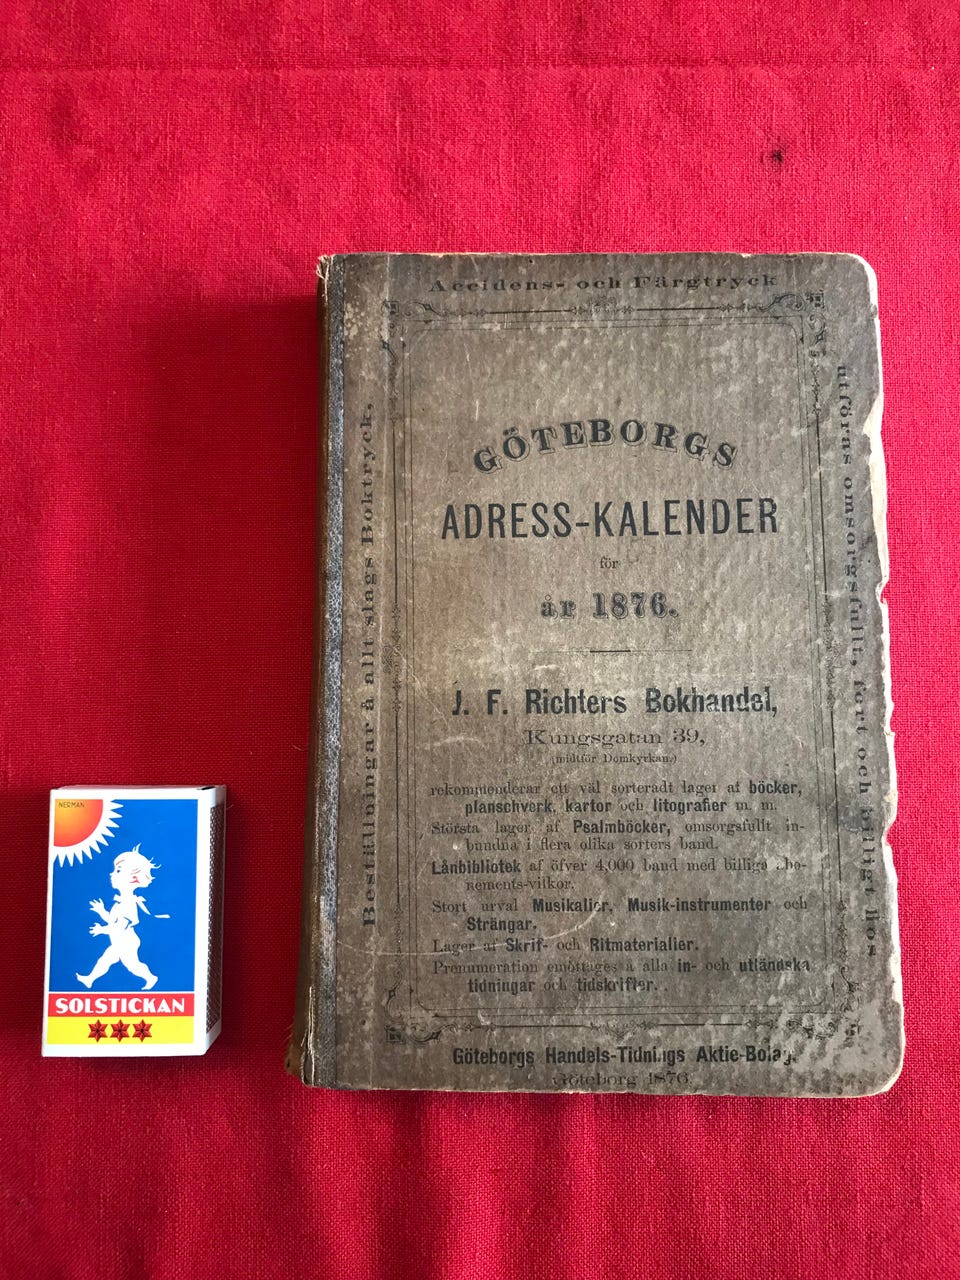 Accidens- och Färgtryck
Beställningar å allt slags Boktryck,
utföras omsorgsfullt, fort och billigt hos
GÖTEBORGS
ADRESS-KALENDER
för
år 1876.
J. F. Richters Bokhandel,
Kungsgatan 39,
(midtför Domkyrkan.)
rekommenderar ett väl sorteradt lager af böcker,
planschverk, kartor och litografier m. m.
Största lager af Psalmböcker, omsorgsfullt in-
bundna i flera olika sorters band.
Lånbibliotek af öfver 4,000 band med billiga abo-
nements-vilkor.
Stort urval Musikalier, Musik-instrumenter och
Strängar.
Lager af Skrif- och Ritmaterialier.
Prenumeration emottages å alla in- och utländska
tidningar och tidskrifter.
Göteborgs Handels-Tidnings Aktie-Bolag.
Göteborg 1876
NERMAN
SOLSTICKAN